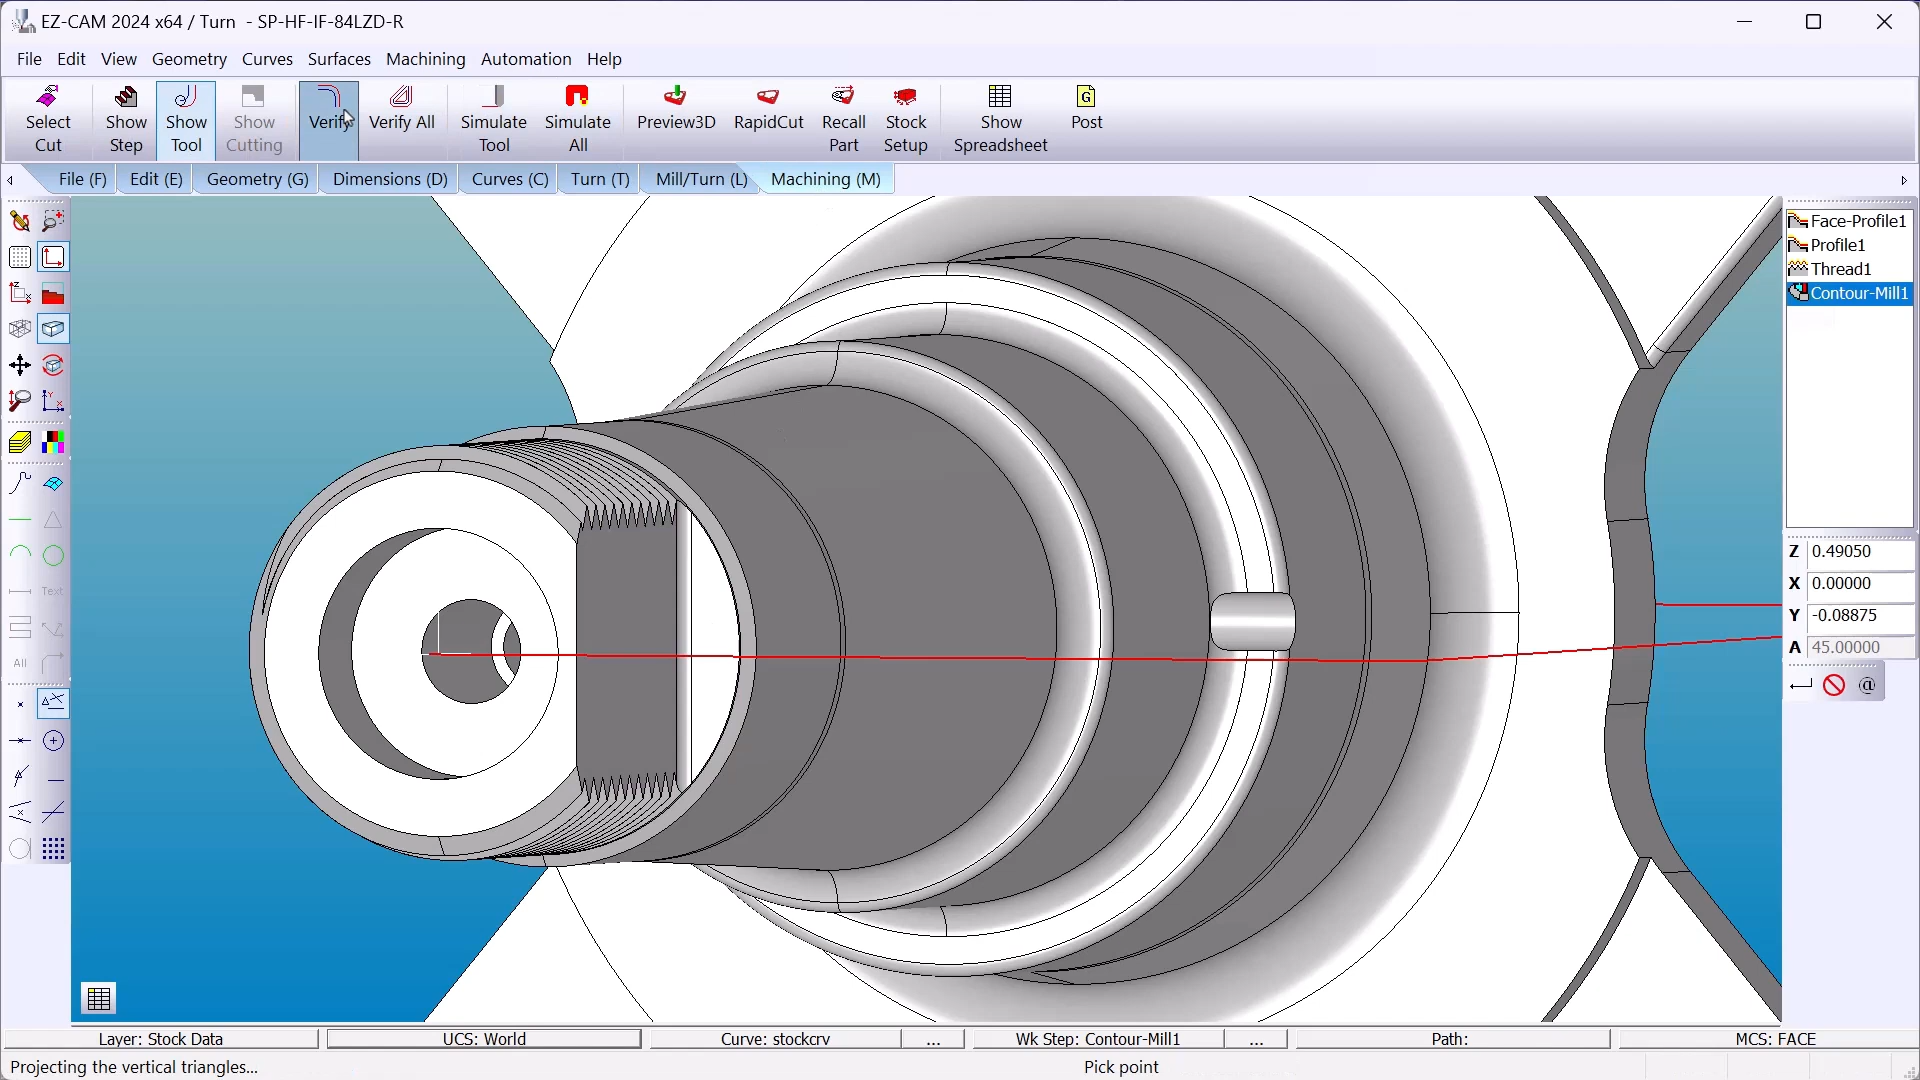 EZ-CAM 2024 x64 / Turn  - SP-HF-IF-84LZD-R
File Edit View Geometry Curves Surfaces Machining Automation Help
Select Cut
Show Step
Show Tool
Show Cutting
Verify
Verify All
Simulate Tool
Simulate All
Preview3D
RapidCut
Recall Part
Stock Setup
Show Spreadsheet
G
Post
File (F) Edit (E) Geometry (G) Dimensions (D) Curves (C) Turn (T) Mill/Turn (L) Machining (M)
Face-Profile1
Profile1
Thread1
Contour-Mill1
Z 0.49050
X 0.00000
Y -0.08875
A 45.00000
@
Text
All
Layer: Stock Data UCS: World Curve: stockcrv ... Wk Step: Contour-Mill1 ... Path: MCS: FACE
Projecting the vertical triangles... Pick point